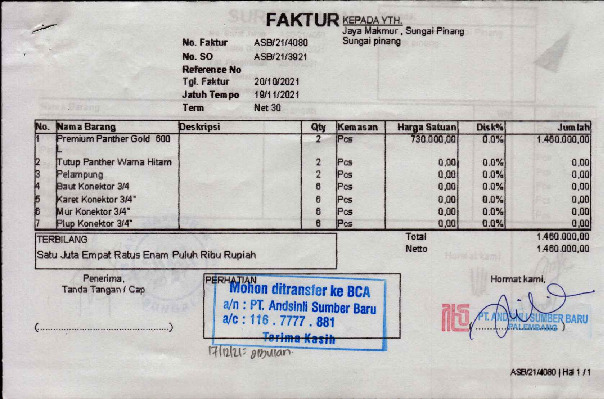 FAKTUR
KEPADA YTH.
Jaya Makmur , Sungai Pinang
Sungai pinang
No. Faktur ASB/21/4080
No. SO ASB/21/3921
Reference No
Tgl. Faktur 20/10/2021
Jatuh Tempo 19/11/2021
Term Net 30
No. Nama Barang Deskripsi Qty Kemasan Harga Satuan Disk% Jumlah
1 Premium Panther Gold 600 2 Pcs 730.000,00 0.0% 1.460.000,00
L
2 Tutup Panther Warna Hitam 2 Pcs 0,00 0.0% 0,00
3 Pelampung 2 Pcs 0,00 0.0% 0,00
4 Baut Konektor 3/4 6 Pcs 0,00 0.0% 0,00
5 Karet Konektor 3/4" 6 Pcs 0,00 0.0% 0,00
6 Mur Konektor 3/4" 6 Pcs 0,00 0.0% 0,00
7 Plup Konektor 3/4" 6 Pcs 0,00 0.0% 0,00
TERBILANG
Satu Juta Empat Ratus Enam Puluh Ribu Rupiah
Total 1.460.000,00
Netto 1.460.000,00
Penerima,
Tanda Tangan / Cap
(..............................)
PERHATIAN
Mohon ditransfer ke BCA
a/n : PT. Andsinli Sumber Baru
a/c : 116 . 7777 . 881
Terima Kasih
17/12/21:
Hormat kami,
PT. ANDSINLI SUMBER BARU
PALEMBANG
ASB/21/4080 | Hal 1 / 1